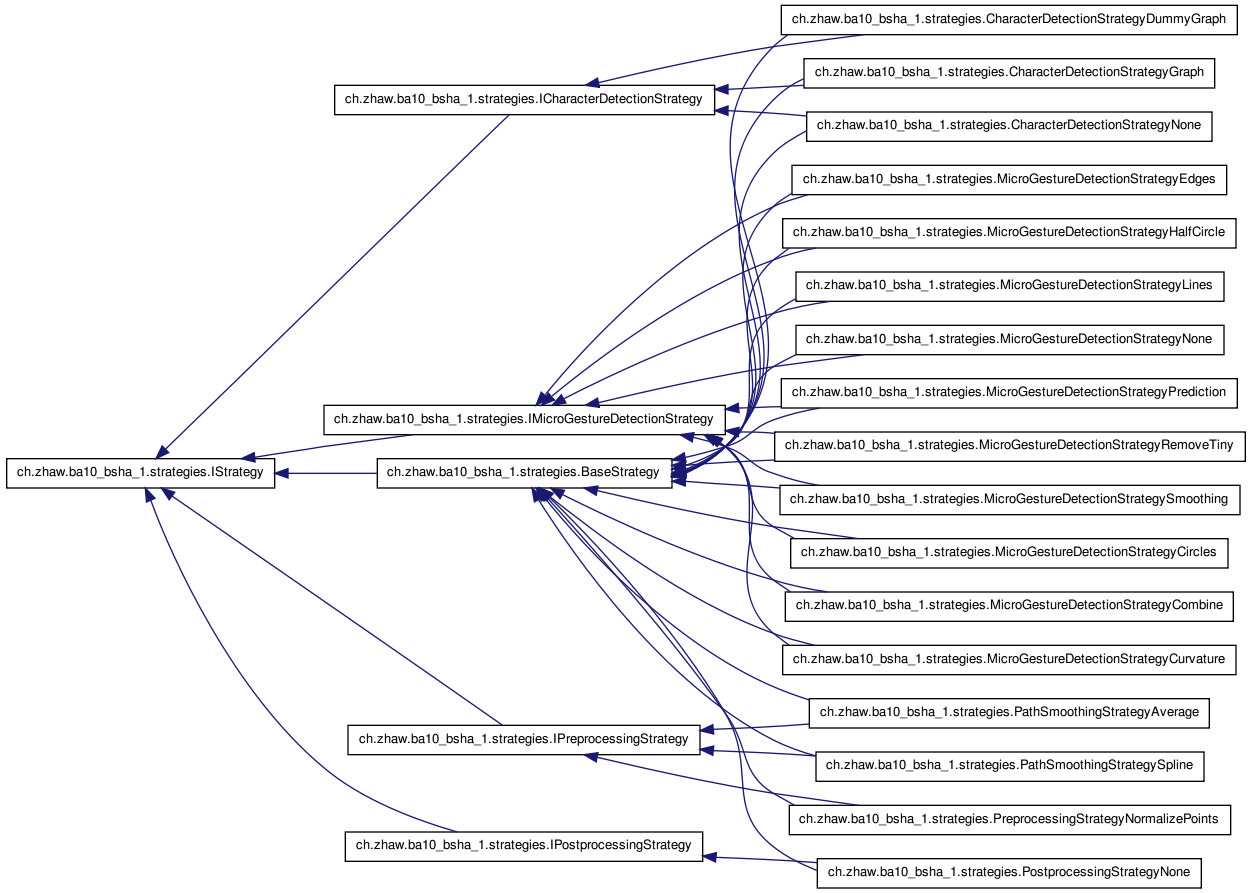 ch.zhaw.ba10_bsha_1.strategies.CharacterDetectionStrategyDummyGraph
ch.zhaw.ba10_bsha_1.strategies.CharacterDetectionStrategyGraph
ch.zhaw.ba10_bsha_1.strategies.ICharacterDetectionStrategy
ch.zhaw.ba10_bsha_1.strategies.CharacterDetectionStrategyNone
ch.zhaw.ba10_bsha_1.strategies.MicroGestureDetectionStrategyEdges
ch.zhaw.ba10_bsha_1.strategies.MicroGestureDetectionStrategyHalfCircle
ch.zhaw.ba10_bsha_1.strategies.MicroGestureDetectionStrategyLines
ch.zhaw.ba10_bsha_1.strategies.MicroGestureDetectionStrategyNone
ch.zhaw.ba10_bsha_1.strategies.MicroGestureDetectionStrategyPrediction
ch.zhaw.ba10_bsha_1.strategies.IMicroGestureDetectionStrategy
ch.zhaw.ba10_bsha_1.strategies.MicroGestureDetectionStrategyRemoveTiny
ch.zhaw.ba10_bsha_1.strategies.IStrategy
ch.zhaw.ba10_bsha_1.strategies.BaseStrategy
ch.zhaw.ba10_bsha_1.strategies.MicroGestureDetectionStrategySmoothing
ch.zhaw.ba10_bsha_1.strategies.MicroGestureDetectionStrategyCircles
ch.zhaw.ba10_bsha_1.strategies.MicroGestureDetectionStrategyCombine
ch.zhaw.ba10_bsha_1.strategies.MicroGestureDetectionStrategyCurvature
ch.zhaw.ba10_bsha_1.strategies.PathSmoothingStrategyAverage
ch.zhaw.ba10_bsha_1.strategies.IPreprocessingStrategy
ch.zhaw.ba10_bsha_1.strategies.PathSmoothingStrategySpline
ch.zhaw.ba10_bsha_1.strategies.PreprocessingStrategyNormalizePoints
ch.zhaw.ba10_bsha_1.strategies.IPostprocessingStrategy
ch.zhaw.ba10_bsha_1.strategies.PostprocessingStrategyNone